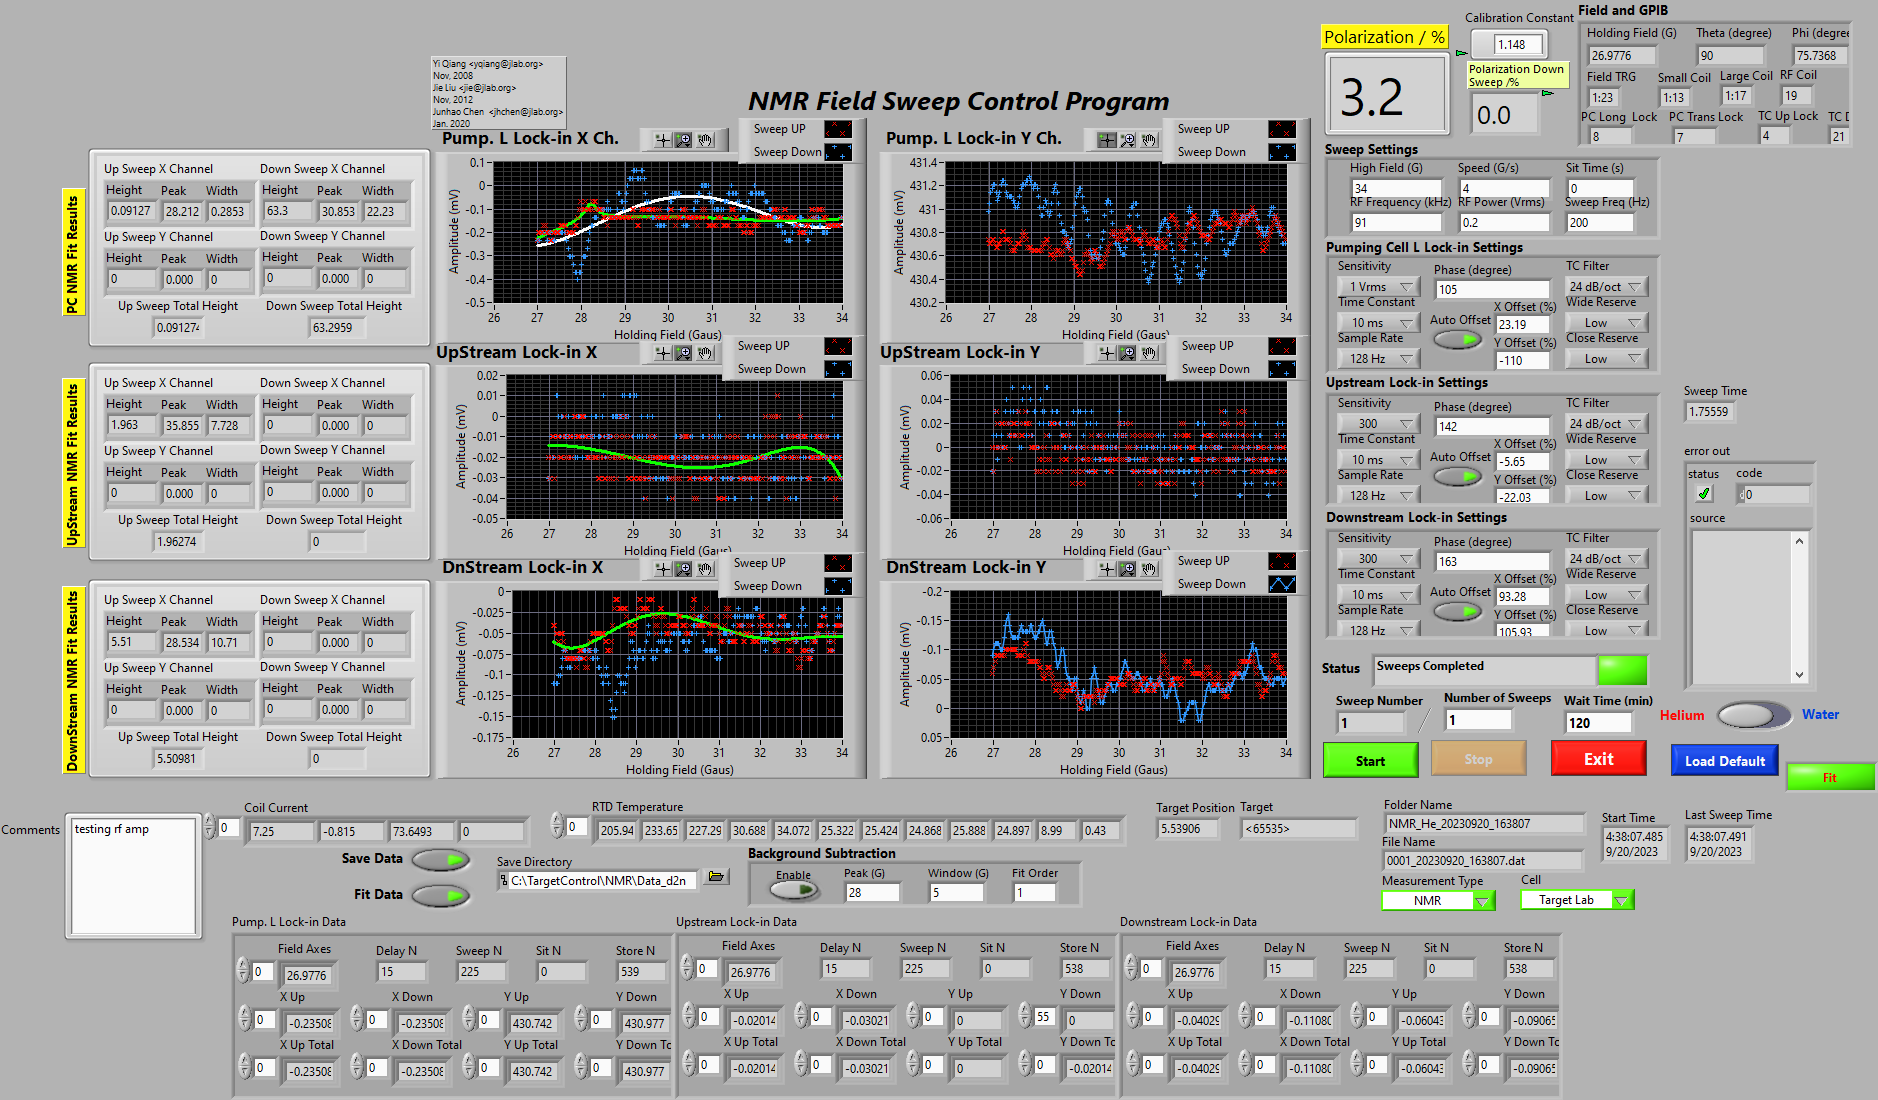 Yi Qiang <yqiang@jlab.org>
Nov, 2008
Jie Liu <jie@jlab.org>
Nov, 2012
Junhao Chen <jhchen@jlab.org>
Jan. 2020
NMR Field Sweep Control Program
Polarization / %
3.2
Calibration Constant
1.148
Polarization Down
Sweep /%
0.0
Field and GPIB
Holding Field (G) Theta (degree) Phi (degree
26.9776 90 75.7368
Field TRG Small Coil Large Coil RF Coil
1:23 1:13 1:17 19
PC Long Lock PC Trans Lock TC Up Lock TC
8 7 4 21
PC NMR Fit Results
Up Sweep X Channel Down Sweep X Channel
Height Peak Width Height Peak Width
0.09127 28.212 0.2853 63.3 30.853 22.23
Up Sweep Y Channel Down Sweep Y Channel
Height Peak Width Height Peak Width
0 0.000 0 0 0.000 0
Up Sweep Total Height Down Sweep Total Height
0.091274 63.2959
UpStream NMR Fit Results
Up Sweep X Channel Down Sweep X Channel
Height Peak Width Height Peak Width
1.963 35.855 7.728 0 0.000 0
Up Sweep Y Channel Down Sweep Y Channel
Height Peak Width Height Peak Width
0 0.000 0 0 0.000 0
Up Sweep Total Height Down Sweep Total Height
1.96274 0
DownStream NMR Fit Results
Up Sweep X Channel Down Sweep X Channel
Height Peak Width Height Peak Width
5.51 28.534 10.71 0 0.000 0
Up Sweep Y Channel Down Sweep Y Channel
Height Peak Width Height Peak Width
0 0.000 0 0 0.000 0
Up Sweep Total Height Down Sweep Total Height
5.50981 0
Pump. L Lock-in X Ch.
Sweep UP
Sweep Down
Amplitude (mV)
0.1
0
-0.1
-0.2
-0.3
-0.4
-0.5
26 27 28 29 30 31 32 33 34
Holding Field (Gaus)
Pump. L Lock-in Y Ch.
Sweep UP
Sweep Down
Amplitude (mV)
431.4
431.2
431
430.8
430.6
430.4
430.2
26 27 28 29 30 31 32 33 34
Holding Field (Gaus)
UpStream Lock-in X
Sweep UP
Sweep Down
Amplitude (mV)
0.02
0.01
0
-0.01
-0.02
-0.03
-0.04
-0.05
26 27 28 29 30 31 32 33 34
Holding Field (Gaus)
UpStream Lock-in Y
Sweep UP
Sweep Down
Amplitude (mV)
0.06
0.04
0.02
0
-0.02
-0.04
-0.06
26 27 28 29 30 31 32 33 34
Holding Field (Gaus)
DnStream Lock-in X
Sweep UP
Sweep Down
Amplitude (mV)
0
-0.025
-0.05
-0.075
-0.1
-0.125
-0.15
-0.175
26 27 28 29 30 31 32 33 34
Holding Field (Gaus)
DnStream Lock-in Y
Sweep UP
Sweep Down
Amplitude (mV)
-0.2
-0.15
-0.1
-0.05
0
0.05
26 27 28 29 30 31 32 33 34
Holding Field (Gaus)
Sweep Settings
High Field (G) Speed (G/s) Sit Time (s)
34 4 0
RF Frequency (kHz) RF Power (Vrms) Sweep Freq (Hz)
91 0.2 200
Pumping Cell L Lock-in Settings
Sensitivity Phase (degree) TC Filter
1 Vrms 105 24 dB/oct
Time Constant X Offset (%) Wide Reserve
10 ms Auto Offset 23.19 Low
Sample Rate Y Offset (%) Close Reserve
128 Hz -110 Low
Upstream Lock-in Settings
Sensitivity Phase (degree) TC Filter
300 142 24 dB/oct
Time Constant X Offset (%) Wide Reserve
10 ms Auto Offset -5.65 Low
Sample Rate Y Offset (%) Close Reserve
128 Hz -22.03 Low
Downstream Lock-in Settings
Sensitivity Phase (degree) TC Filter
300 163 24 dB/oct
Time Constant X Offset (%) Wide Reserve
10 ms Auto Offset 93.28 Low
Sample Rate Y Offset (%) Close Reserve
128 Hz 105.93 Low
Sweep Time
1.75559
error out
status code
0
source
Status Sweeps Completed
Sweep Number Number of Sweeps Wait Time (min)
1 / 1 120
Helium Water
Start Stop Exit Load Default Fit
Comments
testing rf amp
Coil Current
0 7.25 -0.815 73.6493 0
RTD Temperature
0 205.94 233.65 227.29 30.688 34.072 25.322 25.424 24.868 25.888 24.897 8.99 0.43
Target Position Target
5.53906 <65535>
Folder Name
NMR_He_20230920_163807
File Name
0001_20230920_163807.dat
Start Time
4:38:07.485
9/20/2023
Last Sweep Time
4:38:07.491
9/20/2023
Measurement Type Cell
NMR Target Lab
Save Data
Fit Data
Save Directory
C:\TargetControl\NMR\Data_d2n
Background Subtraction
Enable Peak (G) Window (G) Fit Order
28 5 1
Pump. L Lock-in Data
Field Axes Delay N Sweep N Sit N Store N
0 26.9776 15 225 0 539
X Up X Down Y Up Y Down
0 -0.23508 0 -0.23508 0 430.742 0 430.977
X Up Total X Down Total Y Up Total Y Down To
0 -0.23508 0 -0.23508 0 430.742 0 430.977
Upstream Lock-in Data
Field Axes Delay N Sweep N Sit N Store N
0 26.9776 15 225 0 538
X Up X Down Y Up Y Down
0 -0.02014 0 -0.03021 0 0 55 0
X Up Total X Down Total Y Up Total Y Down To
0 -0.02014 0 -0.03021 0 0 0 -0.02014
Downstream Lock-in Data
Field Axes Delay N Sweep N Sit N Store N
0 26.9776 15 225 0 538
X Up X Down Y Up Y Down
0 -0.04029 0 -0.11080 0 -0.06043 0 -0.09065
X Up Total X Down Total Y Up Total Y Down To
0 -0.04029 0 -0.11080 0 -0.06043 0 -0.09065